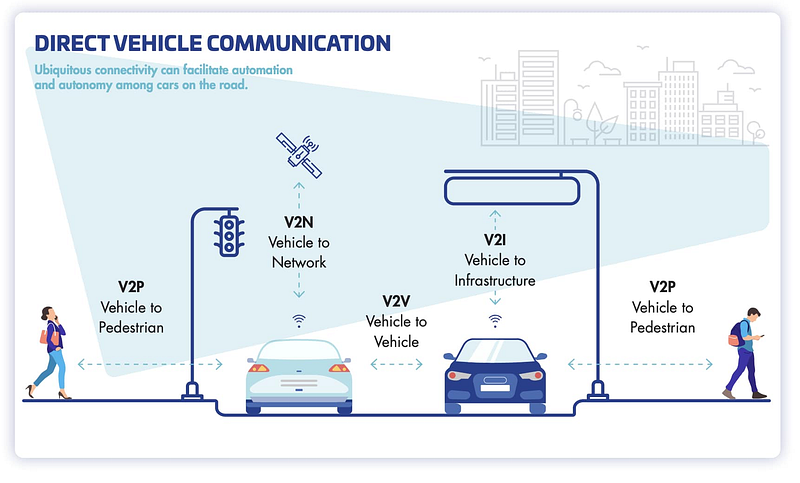 DIRECT VEHICLE COMMUNICATION
Ubiquitous connectivity can facilitate automation
and autonomy among cars on the road.
V2N
Vehicle to
Network
V2I
Vehicle to
Infrastructure
V2P
Vehicle to
Pedestrian
V2V
Vehicle to
Vehicle
V2P
Vehicle to
Pedestrian